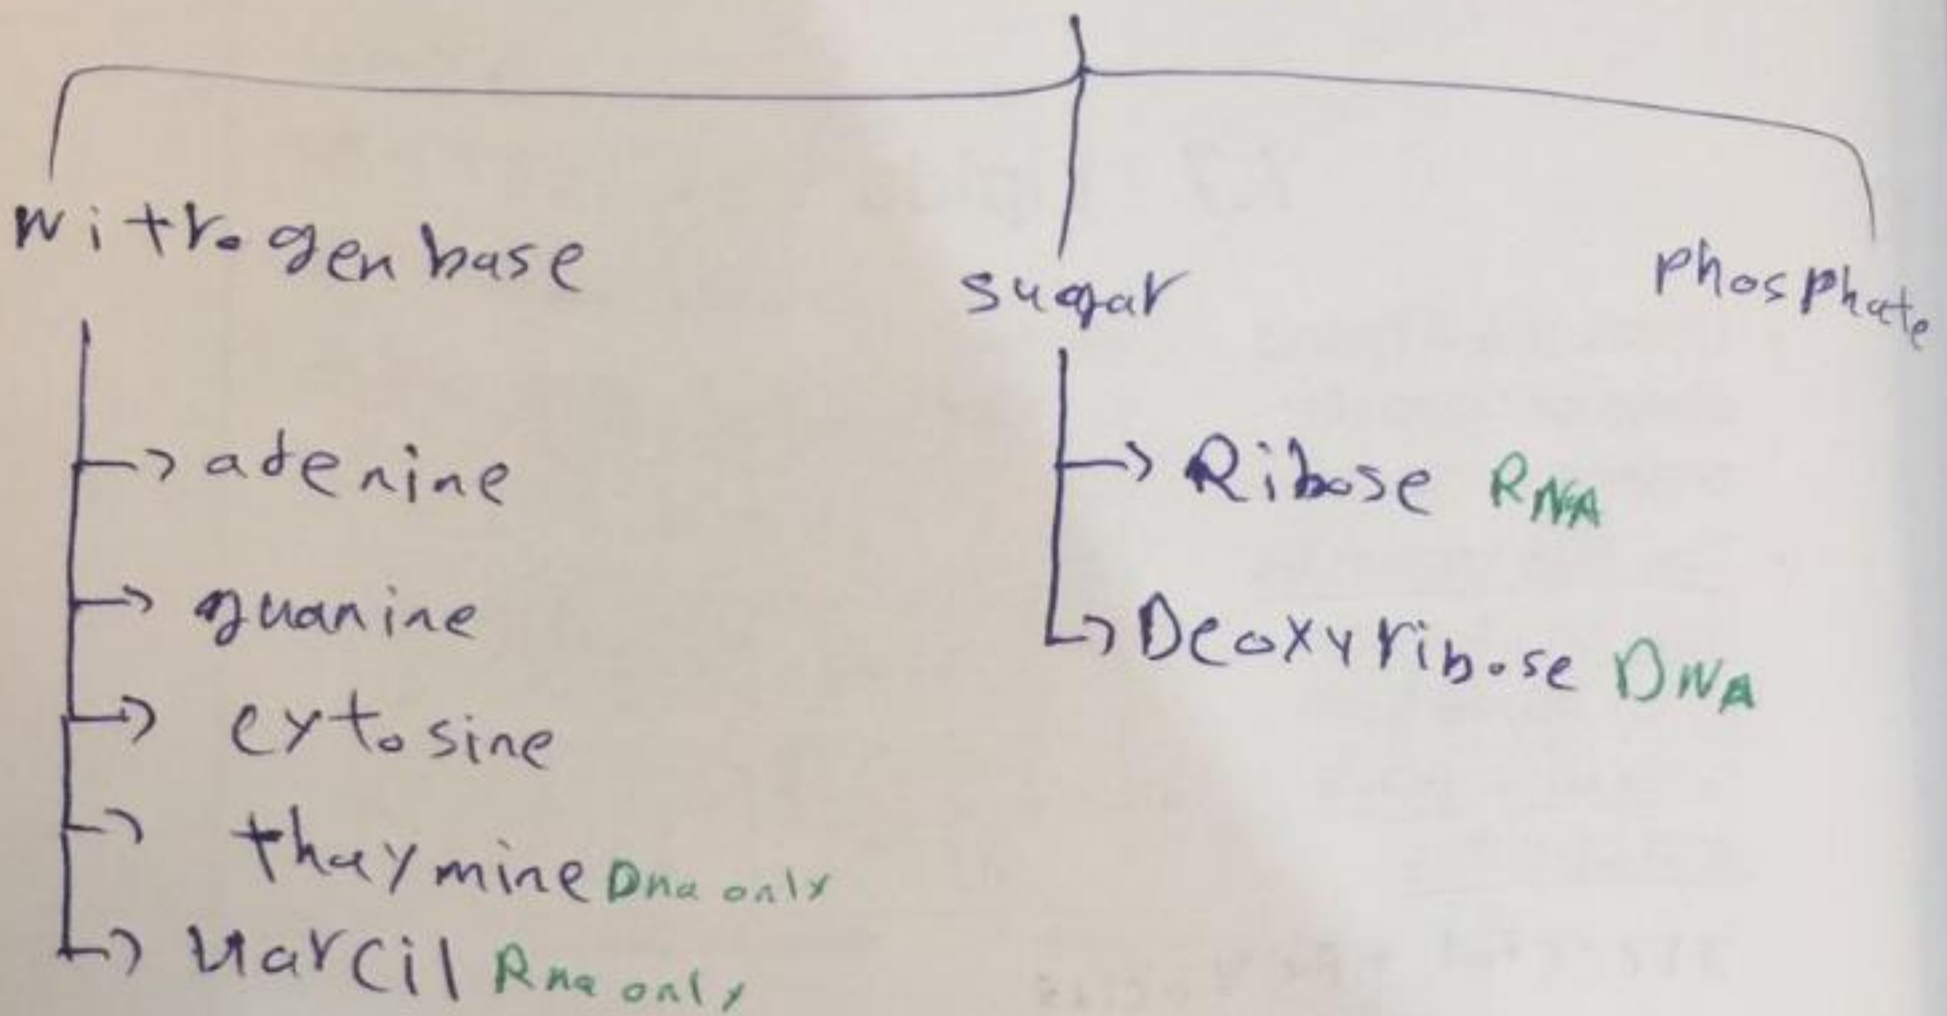 Nitrogen base
sugar
phosphate
adenine
guanine
cytosine
thaymine Dna only
uarcil Rna only
Ribose RNA
Deoxyribose DNA